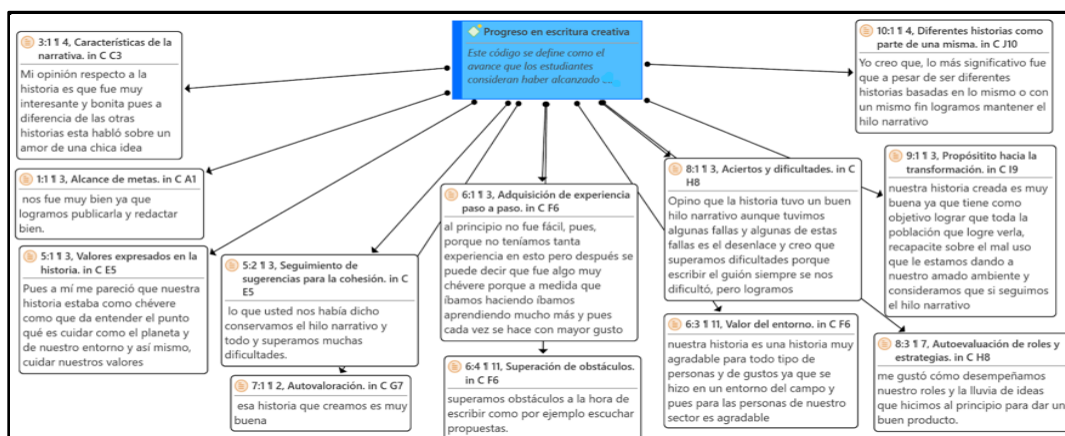 3:1 ¶ 4, Características de la
narrativa. in C C3
Mi opinión respecto a la
historia es que fue muy
interesante y bonita pues a
diferencia de las otras
historias esta habló sobre un
amor de una chica idea
Progreso en escritura creativa
Este código se define como el
avance que los estudiantes
consideran haber alcanzado
10:1 ¶ 4, Diferentes historias como
parte de una misma. in C J10
Yo creo que, lo más significativo fue
que a pesar de ser diferentes
historias basadas en lo mismo o con
un mismo fin logramos mantener el
hilo narrativo
1:1 ¶ 3, Alcance de metas. in C A1
nos fue muy bien ya que
logramos publicarla y redactar
bien.
5:1 ¶ 3, Valores expresados en la
historia. in C E5
Pues a mí me pareció que nuestra
historia estaba como chévere
como que da entender el punto
qué es cuidar como el planeta y
de nuestro entorno y así mismo,
cuidar nuestros valores
5:2 ¶ 3, Seguimiento de
sugerencias para la cohesión. in C
E5
lo que usted nos había dicho
conservamos el hilo narrativo y
todo y superamos muchas
dificultades.
7:1 ¶ 2, Autovaloración. in C G7
esa historia que creamos es muy
buena
6:1 ¶ 3, Adquisición de experiencia
paso a paso. in C F6
al principio no fue fácil, pues,
porque no teníamos tanta
experiencia en esto pero después se
puede decir que fue algo muy
chévere porque a medida que
íbamos haciendo íbamos
aprendiendo mucho más y pues
cada vez se hace con mayor gusto
6:4 ¶ 11, Superación de obstáculos.
in C F6
superamos obstáculos a la hora de
escribir como por ejemplo escuchar
propuestas.
8:1 ¶ 3, Aciertos y dificultades. in C
H8
Opino que la historia tuvo un buen
hilo narrativo aunque tuvimos
algunas fallas y algunas de estas
fallas es el desenlace y creo que
superamos dificultades porque
escribir el guión siempre se nos
dificultó, pero logramos
6:3 ¶ 11, Valor del entorno. in C F6
nuestra historia es una historia muy
agradable para todo tipo de
personas y de gustos ya que se
hizo en un entorno del campo y
pues para las personas de nuestro
sector es agradable
9:1 ¶ 3, Propósitito hacia la
transformación. in C I9
nuestra historia creada es muy
buena ya que tiene como
objetivo lograr que toda la
población que logre verla,
recapacite sobre el mal uso
que le estamos dando a
nuestro amado ambiente y
consideramos que si seguimos
el hilo narrativo
8:3 ¶ 7, Autoevaluación de roles y
estrategias. in C H8
me gustó cómo desempeñamos
nuestro roles y la lluvia de ideas
que hicimos al principio para dar un
buen producto.